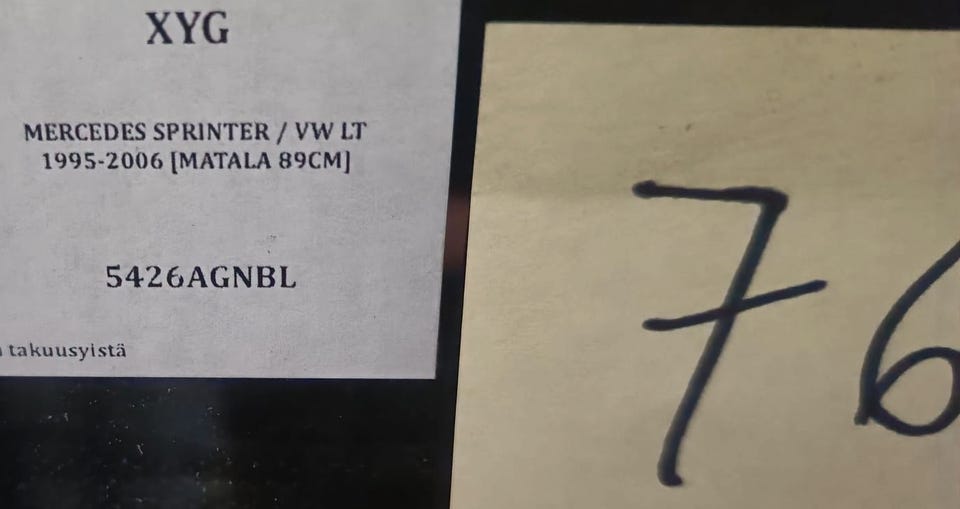 XYG
MERCEDES SPRINTER / VW LT
1995-2006 [MATALA 89CM]
5426AGNBL
takuusyistä
76